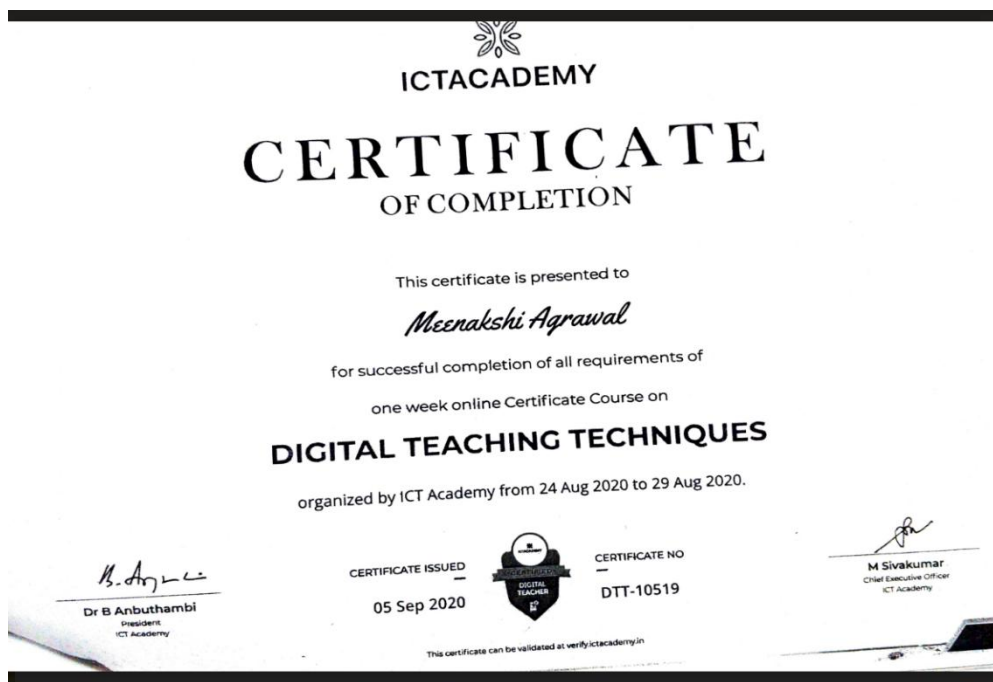 ICTACADEMY
CERTIFICATE
OF COMPLETION
This certificate is presented to
Meenakshi Agrawal
for successful completion of all requirements of
one week online Certificate Course on
DIGITAL TEACHING TECHNIQUES
organized by ICT Academy from 24 Aug 2020 to 29 Aug 2020.
Dr B Anbuthambi
President
ICT Academy
CERTIFICATE ISSUED
05 Sep 2020
DIGITAL
TEACHER
CERTIFICATE NO
DTT-10519
M Sivakumar
Chief Executive Officer
ICT Academy
This certificate can be validated at verify.ictacademy.in